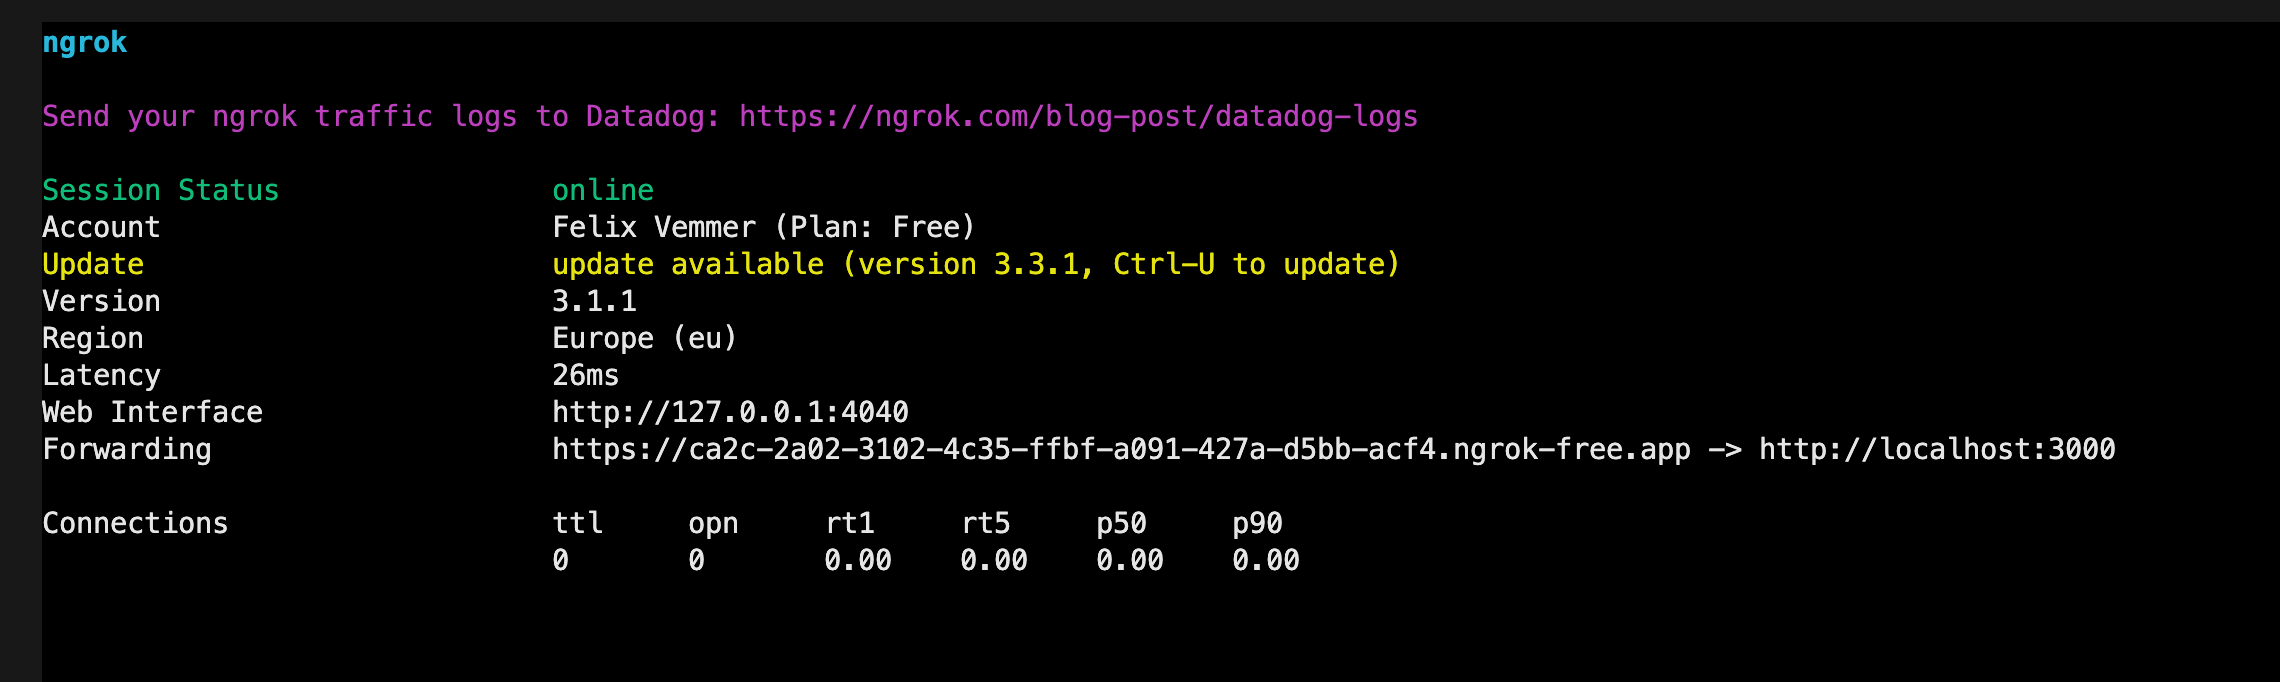 ngrok
Send your ngrok traffic logs to Datadog: https://ngrok.com/blog-post/datadog-logs
Session Status online
Account Felix Vemmer (Plan: Free)
Update update available (version 3.3.1, Ctrl-U to update)
Version 3.1.1
Region Europe (eu)
Latency 26ms
Web Interface http://127.0.0.1:4040
Forwarding https://ca2c-2a02-3102-4c35-ffbf-a091-427a-d5bb-acf4.ngrok-free.app -> http://localhost:3000
Connections ttl opn rt1 rt5 p50 p90
0 0 0.00 0.00 0.00 0.00